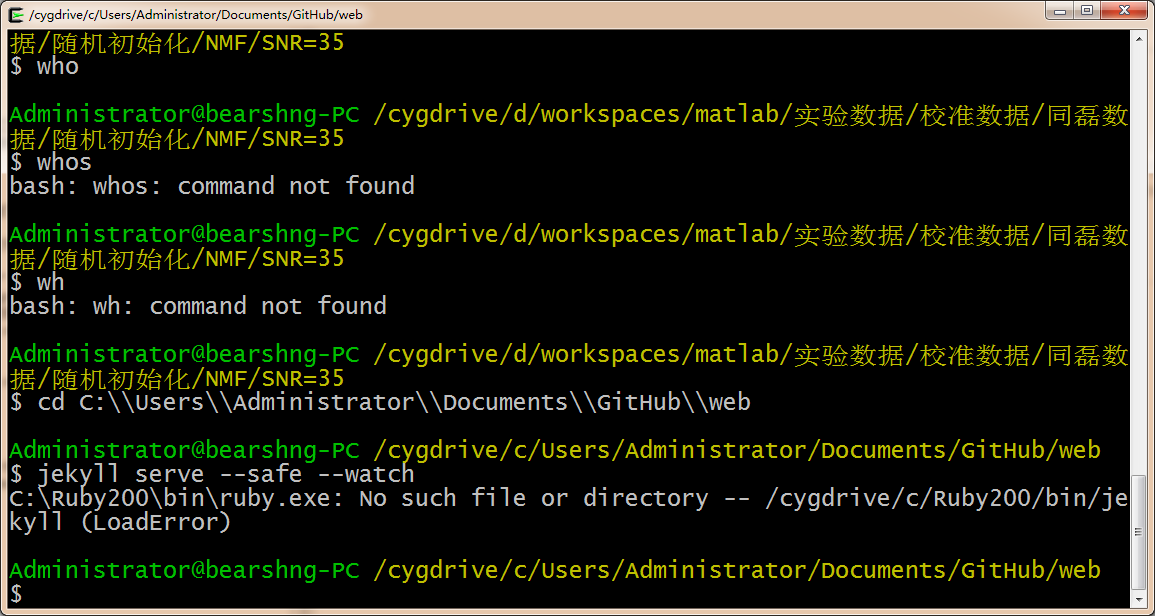 /cygdrive/c/Users/Administrator/Documents/GitHub/web
据/随机初始化/NMF/SNR=35
$ who
Administrator@bearshng-PC /cygdrive/d/workspaces/matlab/实验数据/校准数据/同磊数
据/随机初始化/NMF/SNR=35
$ whos
bash: whos: command not found
Administrator@bearshng-PC /cygdrive/d/workspaces/matlab/实验数据/校准数据/同磊数
据/随机初始化/NMF/SNR=35
$ wh
bash: wh: command not found
Administrator@bearshng-PC /cygdrive/d/workspaces/matlab/实验数据/校准数据/同磊数
据/随机初始化/NMF/SNR=35
$ cd C:\\Users\\Administrator\\Documents\\GitHub\\web
Administrator@bearshng-PC /cygdrive/c/Users/Administrator/Documents/GitHub/web
$ jekyll serve --safe --watch
C:\Ruby200\bin\ruby.exe: No such file or directory -- /cygdrive/c/Ruby200/bin/je
kyll (LoadError)
Administrator@bearshng-PC /cygdrive/c/Users/Administrator/Documents/GitHub/web
$